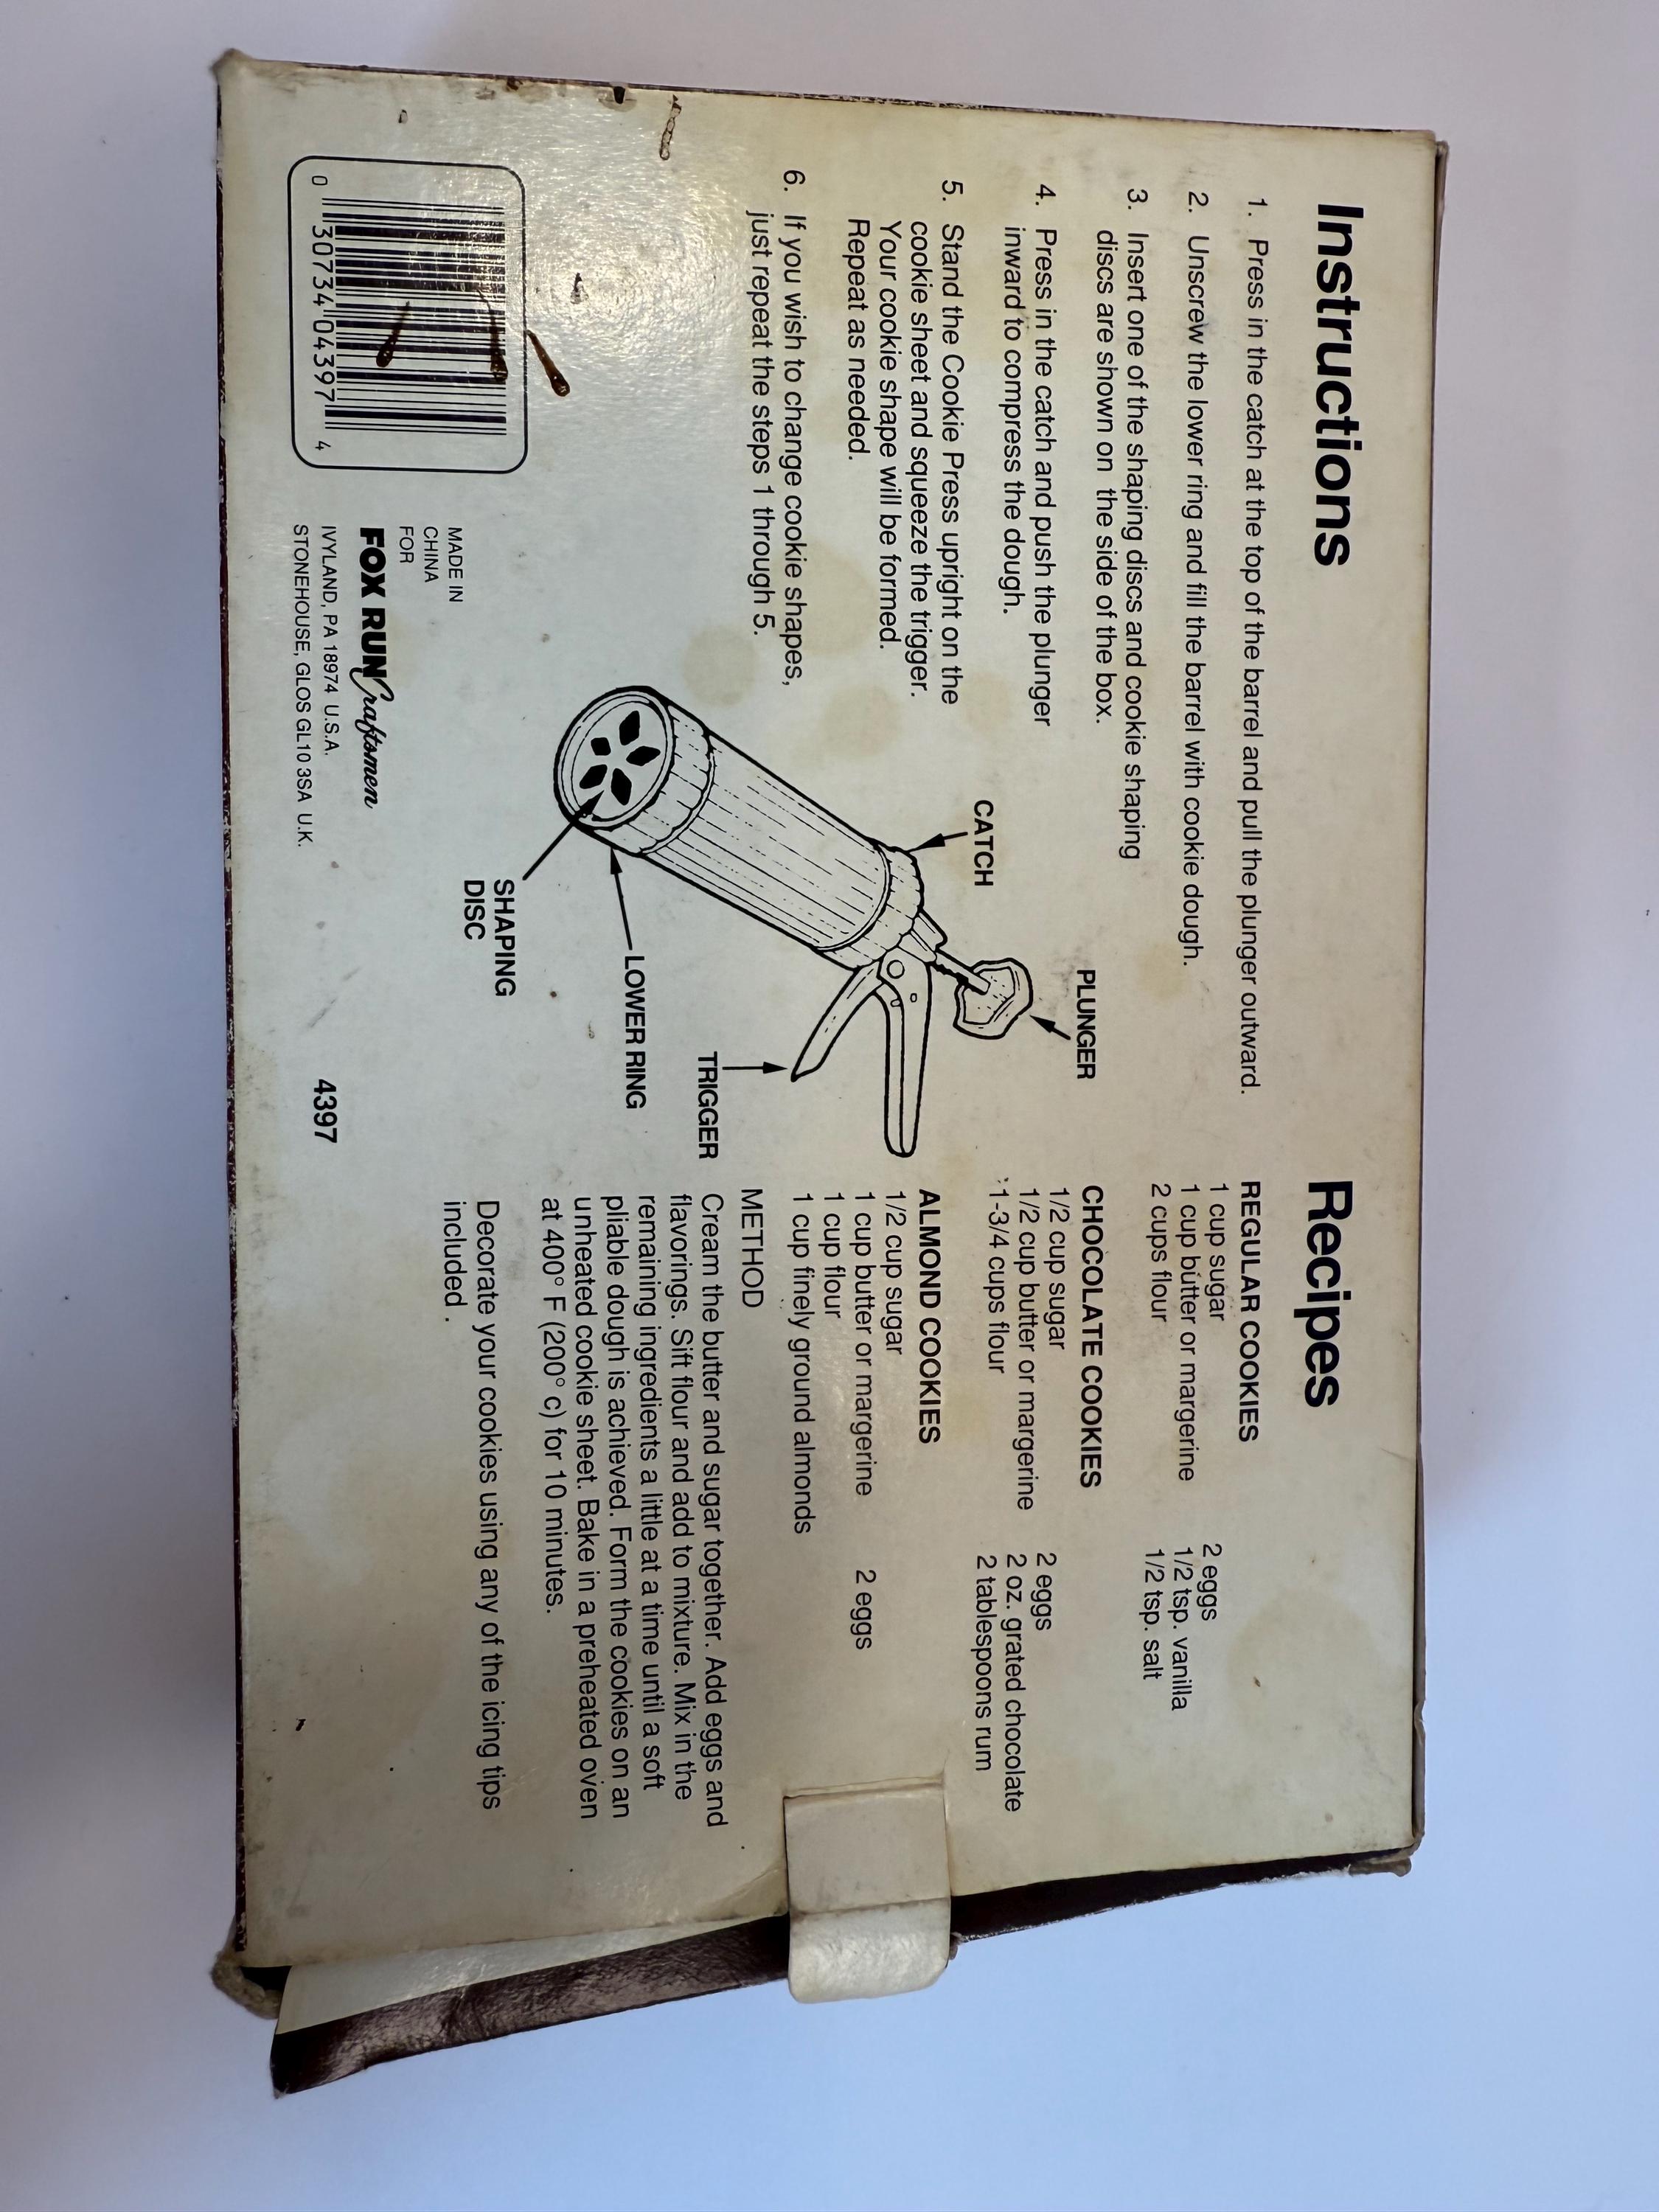 Instructions
1. Press in the catch at the top of the barrel and pull the plunger outward.
2. Unscrew the lower ring and fill the barrel with cookie dough.
3. Insert one of the shaping discs and cookie shaping
discs are shown on the side of the box.
4. Press in the catch and push the plunger
inward to compress the dough.
5. Stand the Cookie Press upright on the
cookie sheet and squeeze the trigger.
Your cookie shape will be formed.
Repeat as needed.
6. If you wish to change cookie shapes,
just repeat the steps 1 through 5.
CATCH
PLUNGER
TRIGGER
LOWER RING
SHAPING
DISC
0 30734 04397 4
MADE IN
CHINA
FOR
FOX RUN Craftsmen
IVYLAND, PA 18974 U.S.A.
STONEHOUSE, GLOS GL10 3SA U.K.
4397
Recipes
REGULAR COOKIES
1 cup sugar 2 eggs
1 cup butter or margerine 1/2 tsp. vanilla
2 cups flour 1/2 tsp. salt
CHOCOLATE COOKIES
1/2 cup sugar 2 eggs
1/2 cup butter or margerine 2 oz. grated chocolate
1-3/4 cups flour 2 tablespoons rum
ALMOND COOKIES
1/2 cup sugar
1 cup butter or margerine 2 eggs
1 cup flour
1 cup finely ground almonds
METHOD
Cream the butter and sugar together. Add eggs and
flavorings. Sift flour and add to mixture. Mix in the
remaining ingredients a little at a time until a soft
pliable dough is achieved. Form the cookies on an
unheated cookie sheet. Bake in a preheated oven
at 400° F (200° c) for 10 minutes.
Decorate your cookies using any of the icing tips
included .